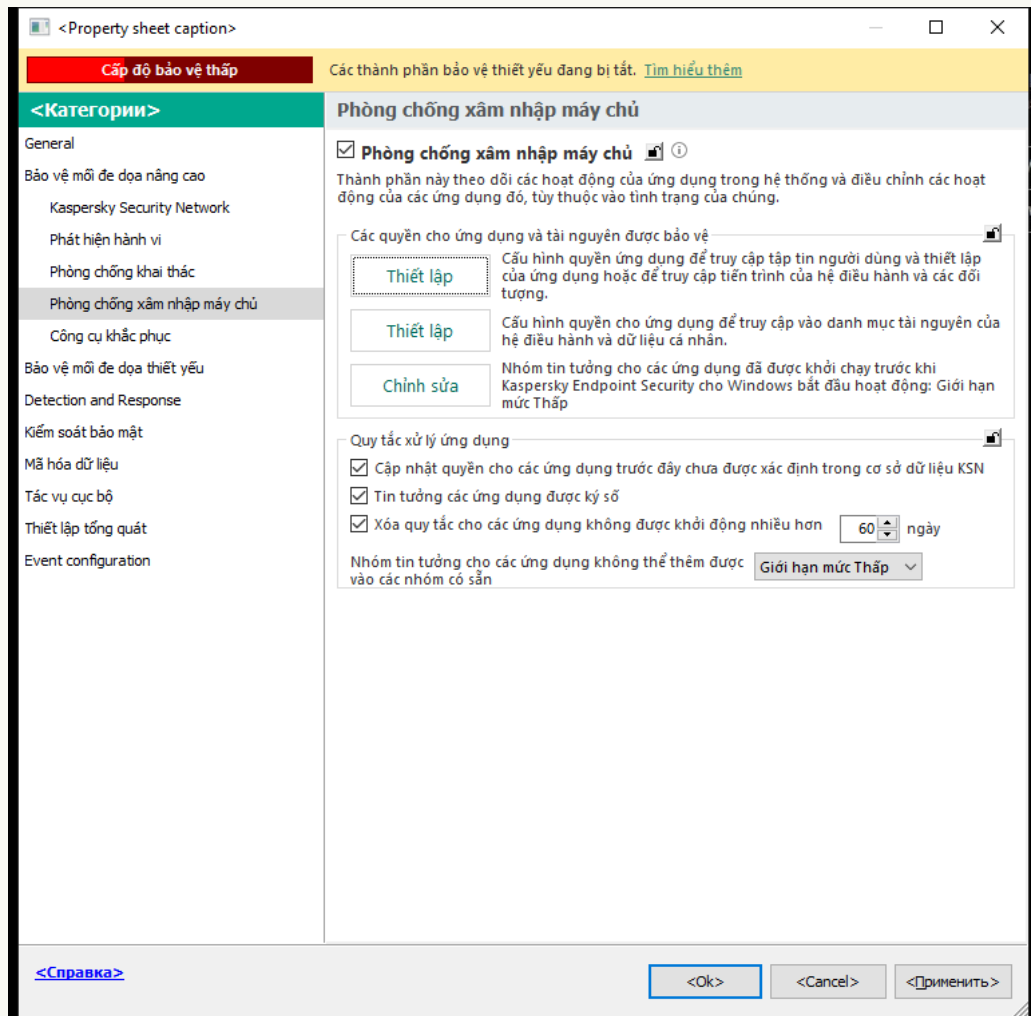 <Property sheet caption>
Cấp độ bảo vệ thấp
Các thành phần bảo vệ thiết yếu đang bị tắt. Tìm hiểu thêm
<Категории>
General
Bảo vệ mối đe dọa nâng cao
Kaspersky Security Network
Phát hiện hành vi
Phòng chống khai thác
Phòng chống xâm nhập máy chủ
Công cụ khắc phục
Bảo vệ mối đe dọa thiết yếu
Detection and Response
Kiểm soát bảo mật
Mã hóa dữ liệu
Tác vụ cục bộ
Thiết lập tổng quát
Event configuration
Phòng chống xâm nhập máy chủ
Phòng chống xâm nhập máy chủ
Thành phần này theo dõi các hoạt động của ứng dụng trong hệ thống và điều chỉnh các hoạt
động của các ứng dụng đó, tùy thuộc vào tình trạng của chúng.
Các quyền cho ứng dụng và tài nguyên được bảo vệ
Thiết lập
Cấu hình quyền ứng dụng để truy cập tập tin người dùng và thiết lập
của ứng dụng hoặc để truy cập tiến trình của hệ điều hành và các đối
tượng.
Thiết lập
Cấu hình quyền cho ứng dụng để truy cập vào danh mục tài nguyên của
hệ điều hành và dữ liệu cá nhân.
Chỉnh sửa
Nhóm tin tưởng cho các ứng dụng đã được khởi chạy trước khi
Kaspersky Endpoint Security cho Windows bắt đầu hoạt động: Giới hạn
mức Thấp
Quy tắc xử lý ứng dụng
Cập nhật quyền cho các ứng dụng trước đây chưa được xác định trong cơ sở dữ liệu KSN
Tin tưởng các ứng dụng được ký số
Xóa quy tắc cho các ứng dụng không được khởi động nhiều hơn 60 ngày
Nhóm tin tưởng cho các ứng dụng không thể thêm được
vào các nhóm có sẵn
Giới hạn mức Thấp
<Справка>
<Ok>
<Cancel>
<Применить>